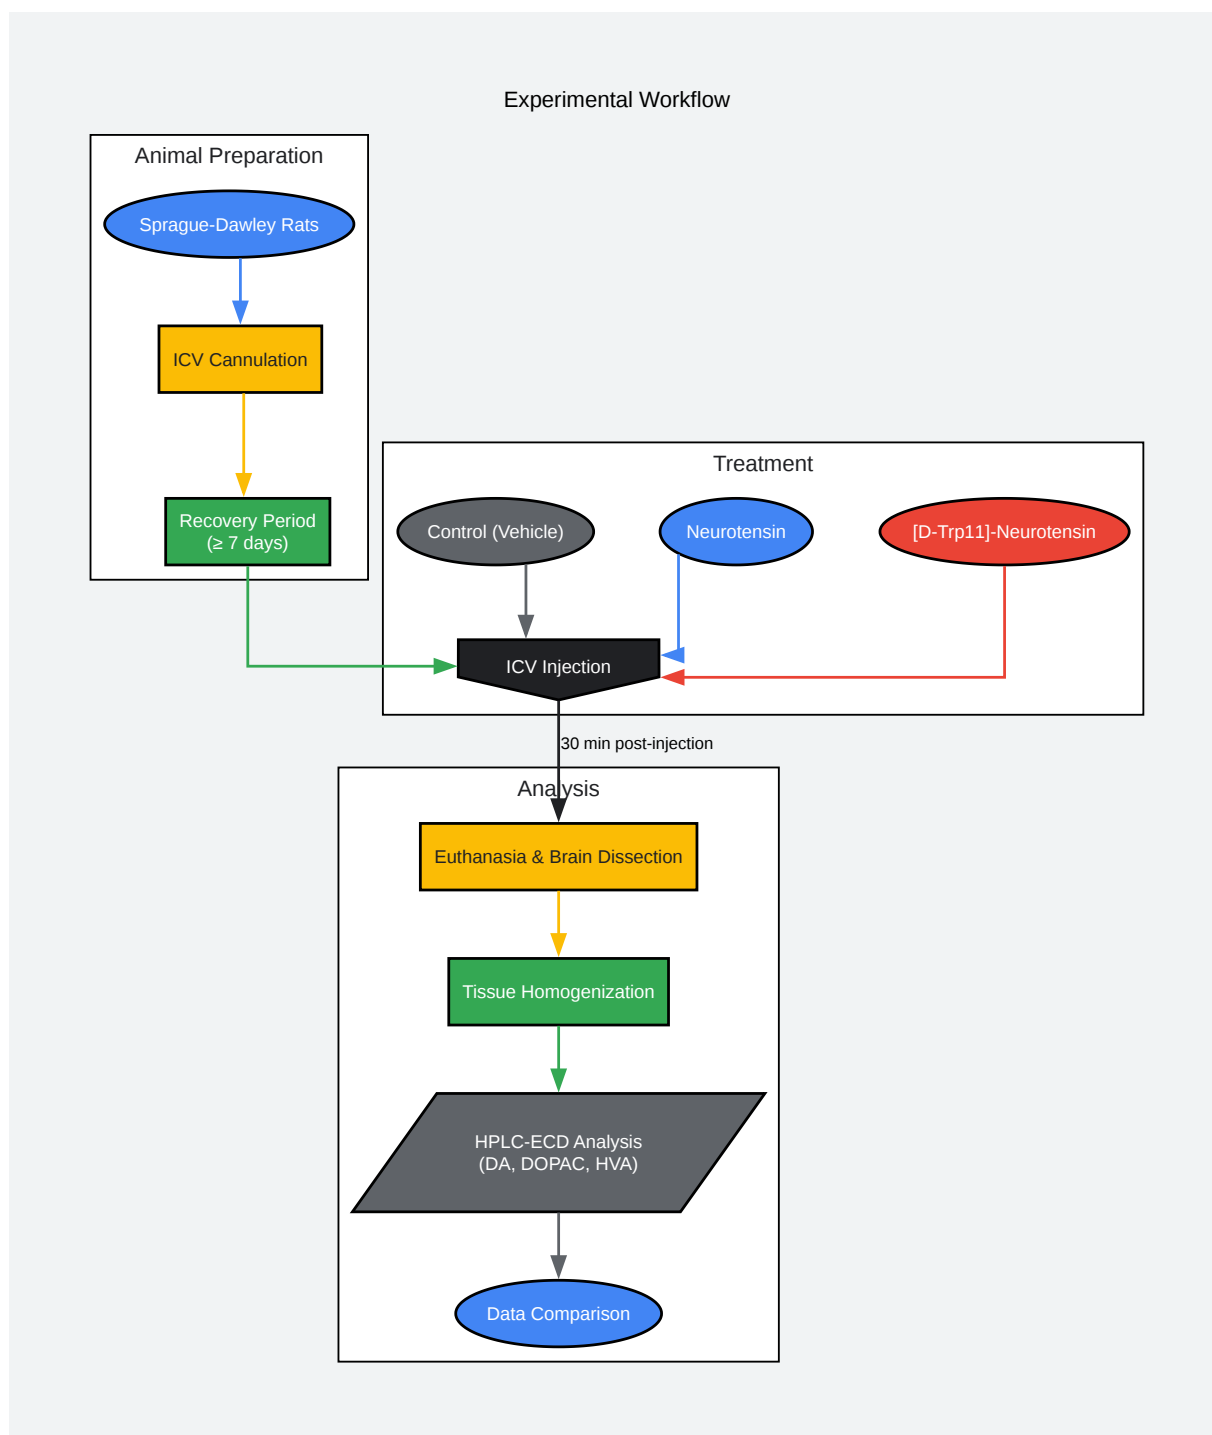 Experimental Workflow
Animal Preparation
Sprague-Dawley Rats
ICV Cannulation
Recovery Period
(≥ 7 days)
Treatment
Control (Vehicle)
Neurotensin
[D-Trp11]-Neurotensin
ICV Injection
30 min post-injection
Analysis
Euthanasia & Brain Dissection
Tissue Homogenization
HPLC-ECD Analysis
(DA, DOPAC, HVA)
Data Comparison